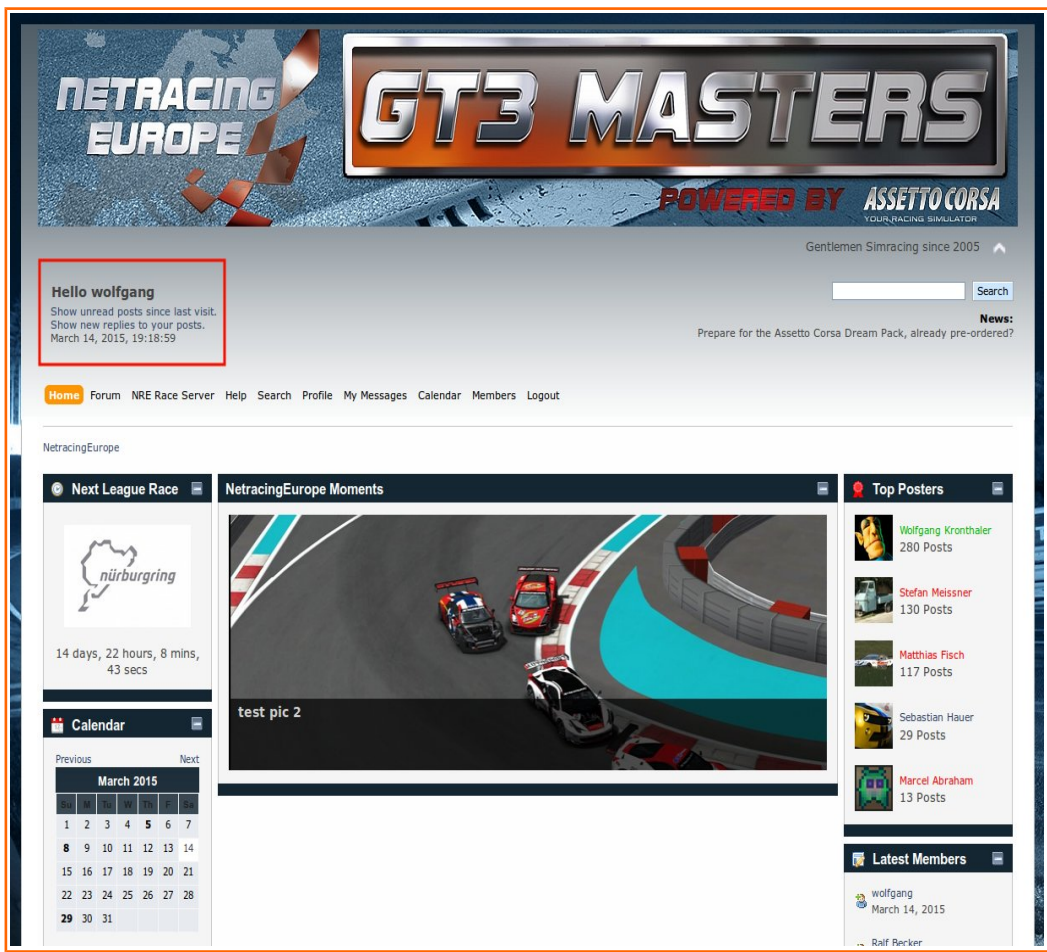 NETRACING
EUROPE
GT3 MASTERS
POWERED BY ASSETTO CORSA
YOUR RACING SIMULATOR
Gentlemen Simracing since 2005
Hello wolfgang
Show unread posts since last visit.
Show new replies to your posts.
March 14, 2015, 19:18:59
Search
News:
Prepare for the Assetto Corsa Dream Pack, already pre-ordered?
Home Forum NRE Race Server Help Search Profile My Messages Calendar Members Logout
NetracingEurope
Next League Race
nürburgring
14 days, 22 hours, 8 mins,
43 secs
Calendar
Previous Next
March 2015
Su M Tu W Th F Sa
1 2 3 4 5 6 7
8 9 10 11 12 13 14
15 16 17 18 19 20 21
22 23 24 25 26 27 28
29 30 31
NetracingEurope Moments
test pic 2
Top Posters
Wolfgang Kronthaler
280 Posts
Stefan Meissner
130 Posts
Matthias Fisch
117 Posts
Sebastian Hauer
29 Posts
Marcel Abraham
13 Posts
Latest Members
wolfgang
March 14, 2015
Ralf Becker